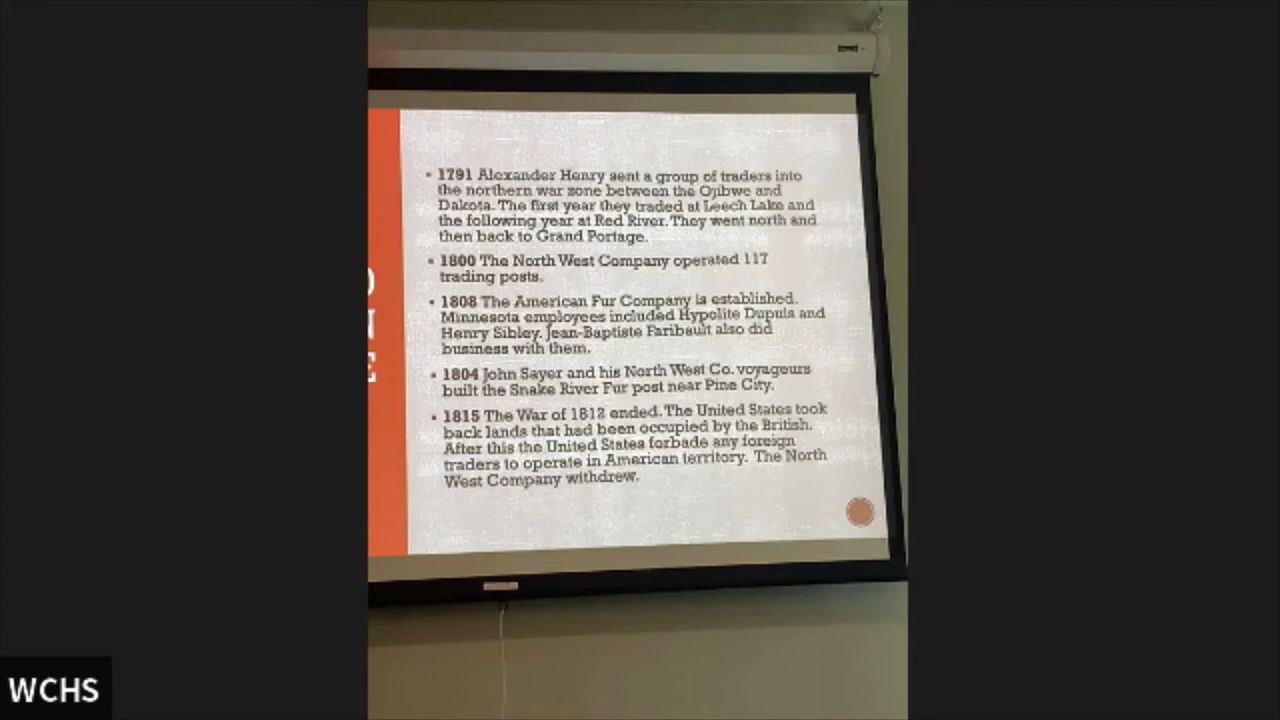 D
N
E
• 1791 Alexander Henry sent a group of traders into
the northern war zone between the Ojibwe and
Dakota. The first year they traded at Leech Lake and
the following year at Red River. They went north and
then back to Grand Portage.
• 1800 The North West Company operated 117
trading posts.
• 1808 The American Fur Company is established.
Minnesota employees included Hypolite Dupuis and
Henry Sibley. Jean-Baptiste Faribault also did
business with them.
• 1804 John Sayer and his North West Co. voyageurs
built the Snake River Fur post near Pine City.
• 1815 The War of 1812 ended. The United States took
back lands that had been occupied by the British.
After this the United States forbade any foreign
traders to operate in American territory. The North
West Company withdrew.
WCHS